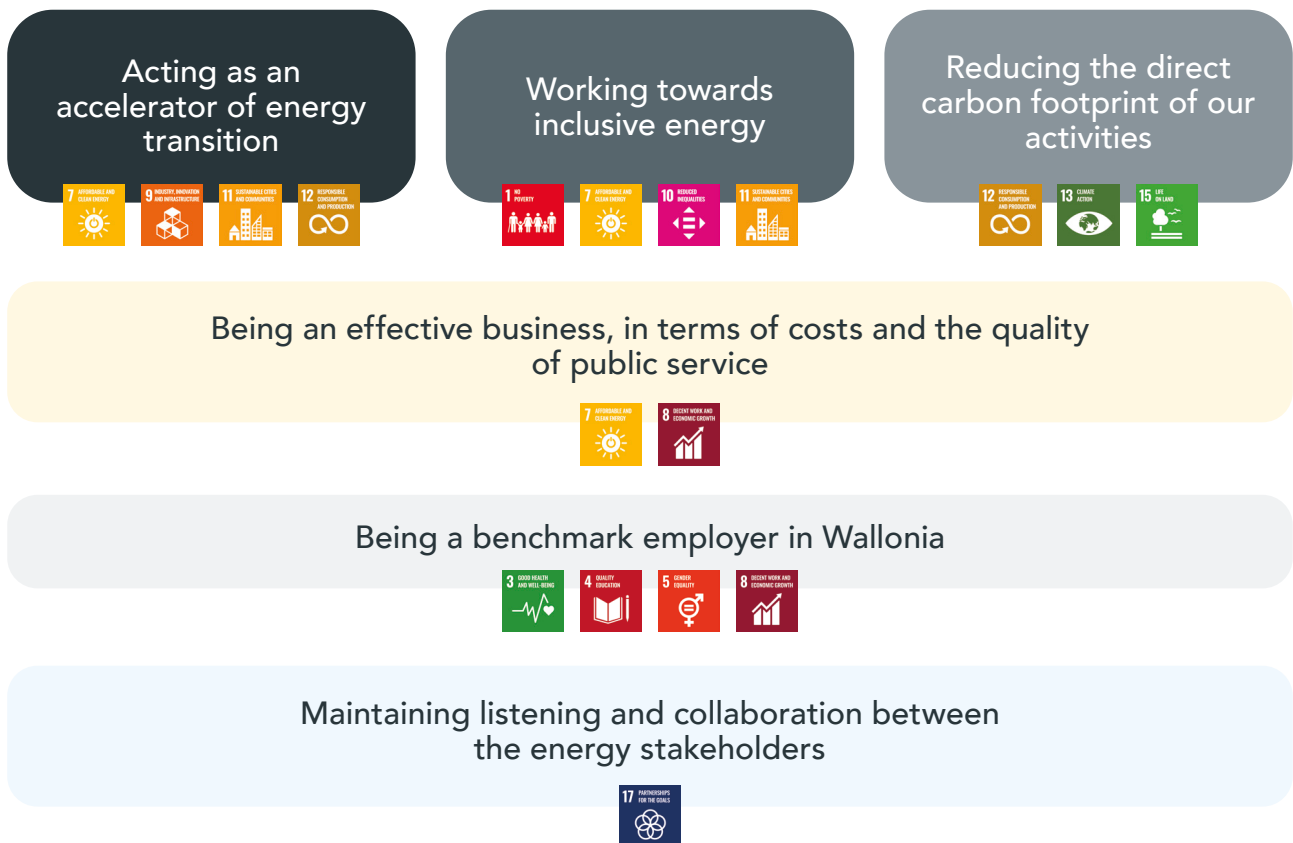 Acting as an
accelerator of energy
transition
7 AFFORDABLE AND
CLEAN ENERGY
9 INDUSTRY, INNOVATION
AND INFRASTRUCTURE
11 SUSTAINABLE CITIES
AND COMMUNITIES
12 RESPONSIBLE
CONSUMPTION
AND PRODUCTION
Working towards
inclusive energy
1 NO
POVERTY
7 AFFORDABLE AND
CLEAN ENERGY
10 REDUCED
INEQUALITIES
11 SUSTAINABLE CITIES
AND COMMUNITIES
Reducing the direct
carbon footprint of our
activities
12 RESPONSIBLE
CONSUMPTION
AND PRODUCTION
13 CLIMATE
ACTION
15 LIFE
ON LAND
Being an effective business, in terms of costs and the quality
of public service
7 AFFORDABLE AND
CLEAN ENERGY
8 DECENT WORK AND
ECONOMIC GROWTH
Being a benchmark employer in Wallonia
3 GOOD HEALTH
AND WELL-BEING
4 QUALITY
EDUCATION
5 GENDER
EQUALITY
8 DECENT WORK AND
ECONOMIC GROWTH
Maintaining listening and collaboration between
the energy stakeholders
17 PARTNERSHIPS
FOR THE GOALS